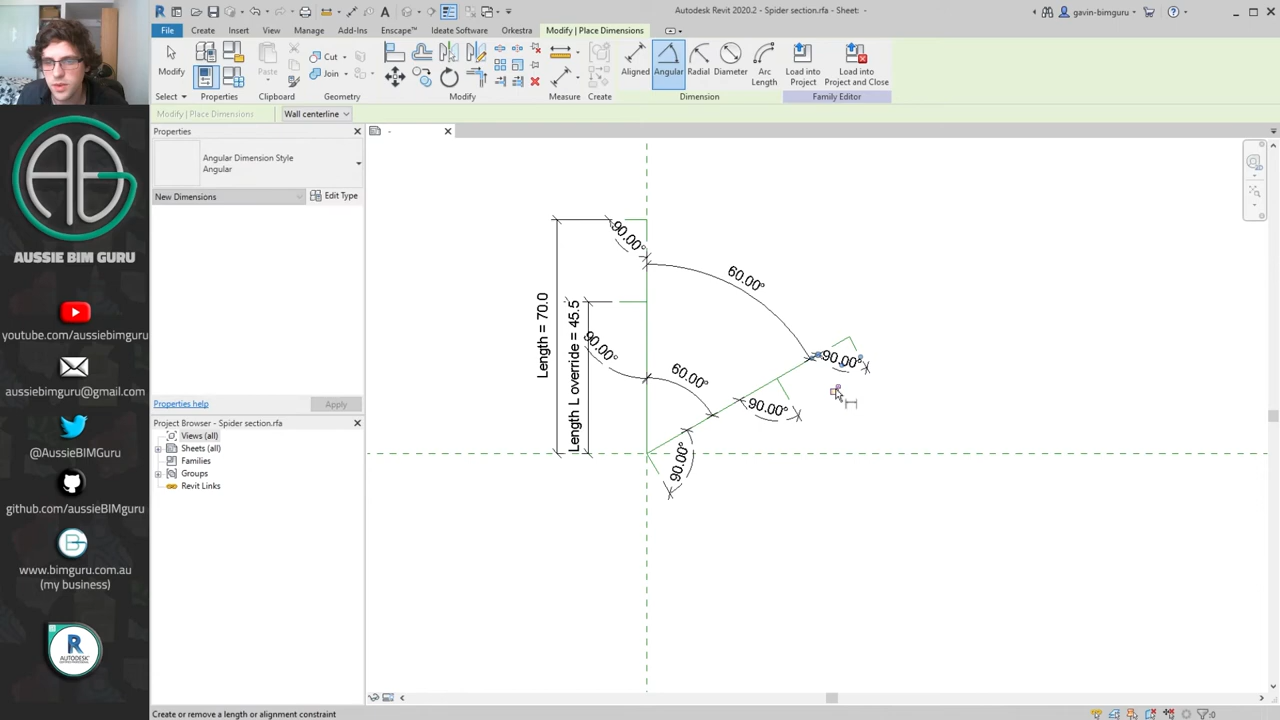 Autodesk Revit 2020.2 - Spider section.rfa - Sheet:
gavin-bimguru
File Create Insert View Manage Add-Ins Enscape™ Ideate Software Orkestra Modify | Place Dimensions
Modify
Paste
Cut
Join
Aligned Angular Radial Diameter Arc Length
Load into Project
Load into Project and Close
Select Properties Clipboard Geometry Modify Measure Create Dimension Family Editor
Modify | Place Dimensions
Wall centerline
Properties
Angular Dimension Style
Angular
New Dimensions
Edit Type
Properties help
Apply
Project Browser - Spider section.rfa
Views (all)
Sheets (all)
Families
Groups
Revit Links
-
90.00°
60.00°
Length = 70.0
Length L override = 45.5
90.00°
60.00°
90.00°
90.00°
90.00°
Create or remove a length or alignment constraint
:0
AUSSIE BIM GURU
youtube.com/aussiebimguru
aussiebimguru@gmail.com
@AussieBIMGuru
github.com/aussieBIMguru
www.bimguru.com.au
(my business)
R